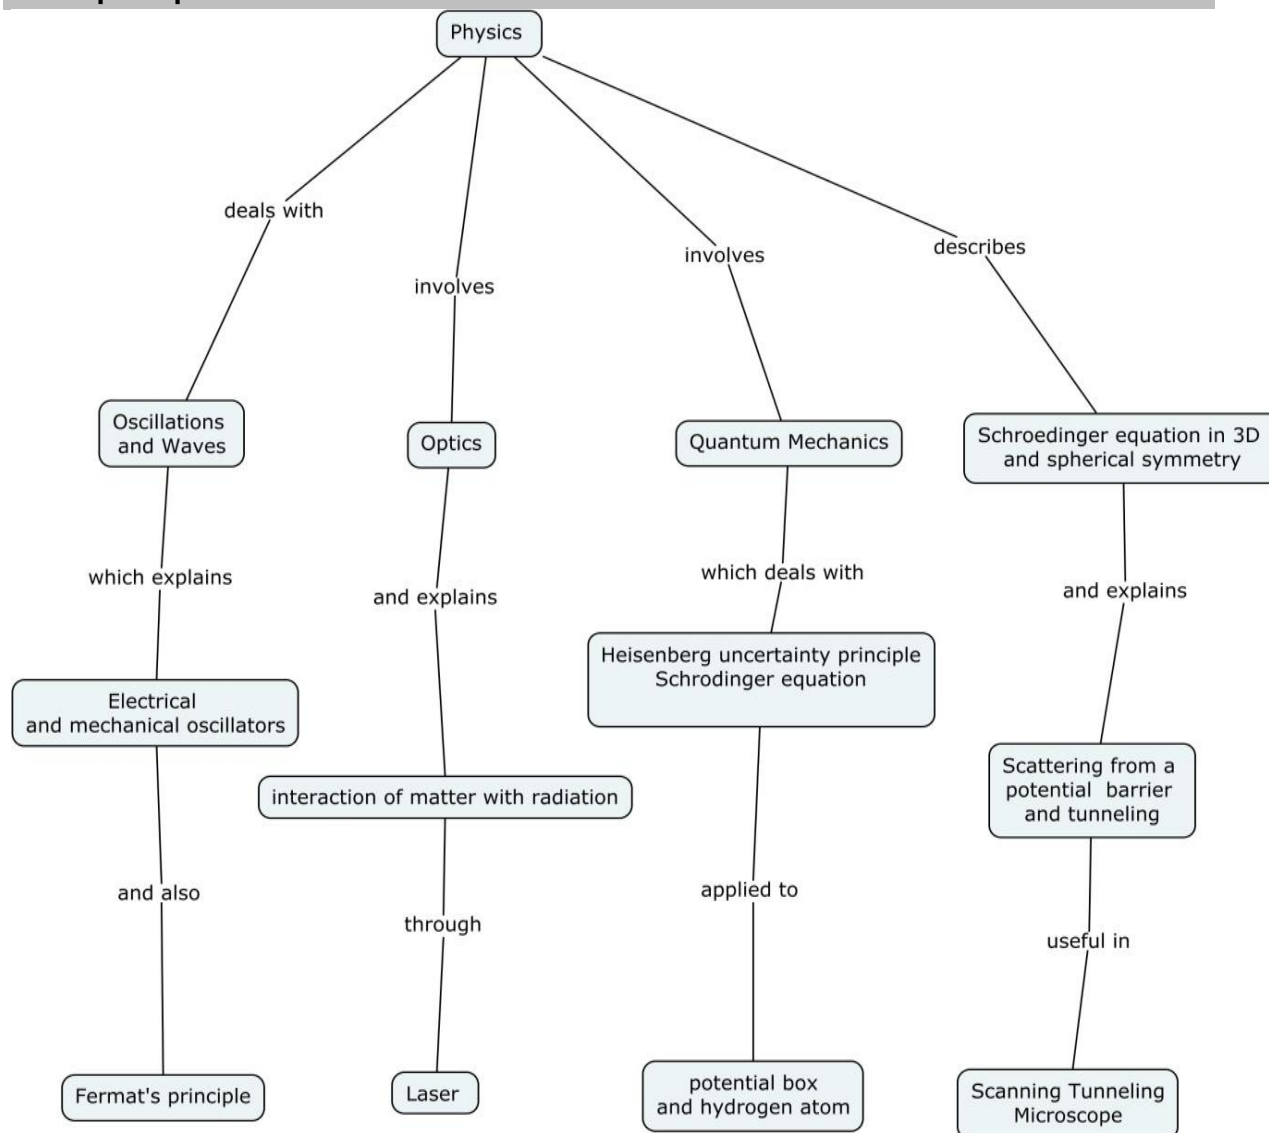 Physics
deals with
involves
involves
describes
Oscillations
and Waves
Optics
Quantum Mechanics
Schroedinger equation in 3D
and spherical symmetry
which explains
and explains
which deals with
and explains
Electrical
and mechanical oscillators
interaction of matter with radiation
Heisenberg uncertainty principle
Schrodinger equation
Scattering from a
potential barrier
and tunneling
and also
through
applied to
useful in
Fermat's principle
Laser
potential box
and hydrogen atom
Scanning Tunneling
Microscope